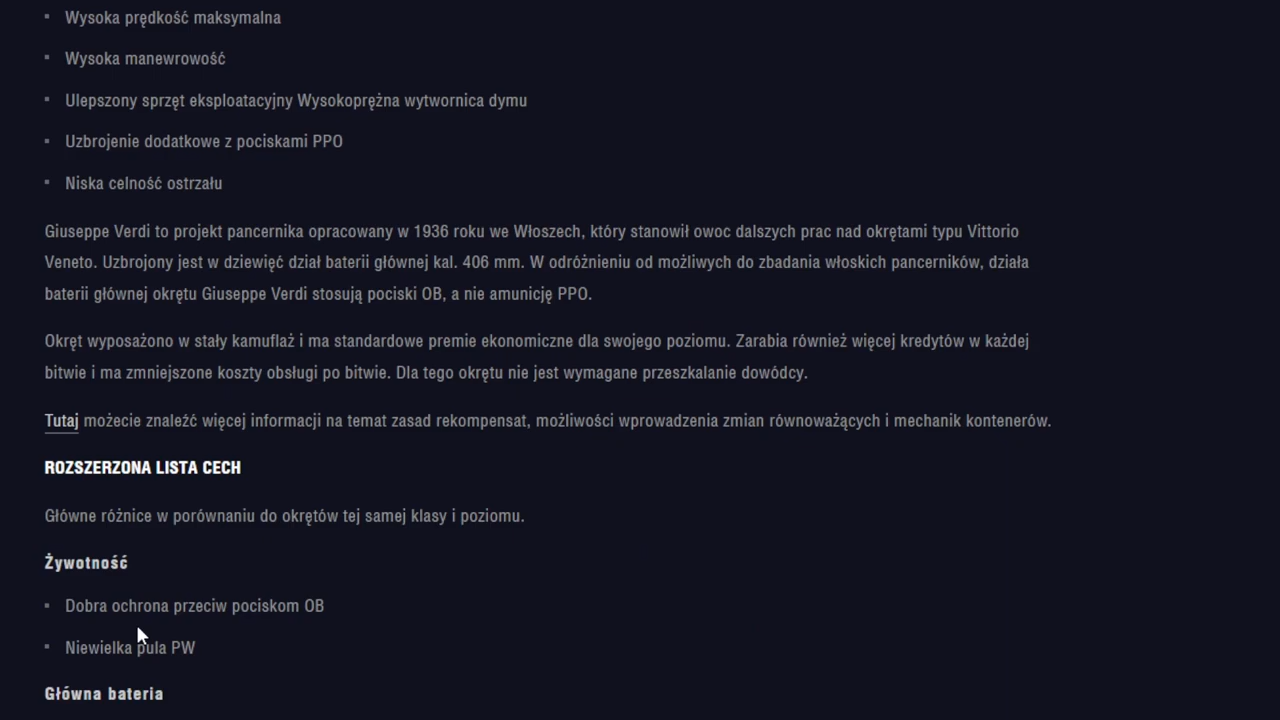 Wysoka prędkość maksymalna
Wysoka manewrowość
Ulepszony sprzęt eksploatacyjny Wysokoprężna wytwornica dymu
Uzbrojenie dodatkowe z pociskami PPO
Niska celność ostrzału
Giuseppe Verdi to projekt pancernika opracowany w 1936 roku we Włoszech, który stanowił owoc dalszych prac nad okrętami typu Vittorio
Veneto. Uzbrojony jest w dziewięć dział baterii głównej kal. 406 mm. W odróżnieniu od możliwych do zbadania włoskich pancerników, działa
baterii głównej okrętu Giuseppe Verdi stosują pociski OB, a nie amunicję PPO.
Okręt wyposażono w stały kamuflaż i ma standardowe premie ekonomiczne dla swojego poziomu. Zarabia również więcej kredytów w każdej
bitwie i ma zmniejszone koszty obsługi po bitwie. Dla tego okrętu nie jest wymagane przeszkalanie dowódcy.
Tutaj możecie znaleźć więcej informacji na temat zasad rekompensat, możliwości wprowadzenia zmian równoważących i mechanik kontenerów.
ROZSZERZONA LISTA CECH
Główne różnice w porównaniu do okrętów tej samej klasy i poziomu.
Żywotność
Dobra ochrona przeciw pociskom OB
Niewielka pula PW
Główna bateria